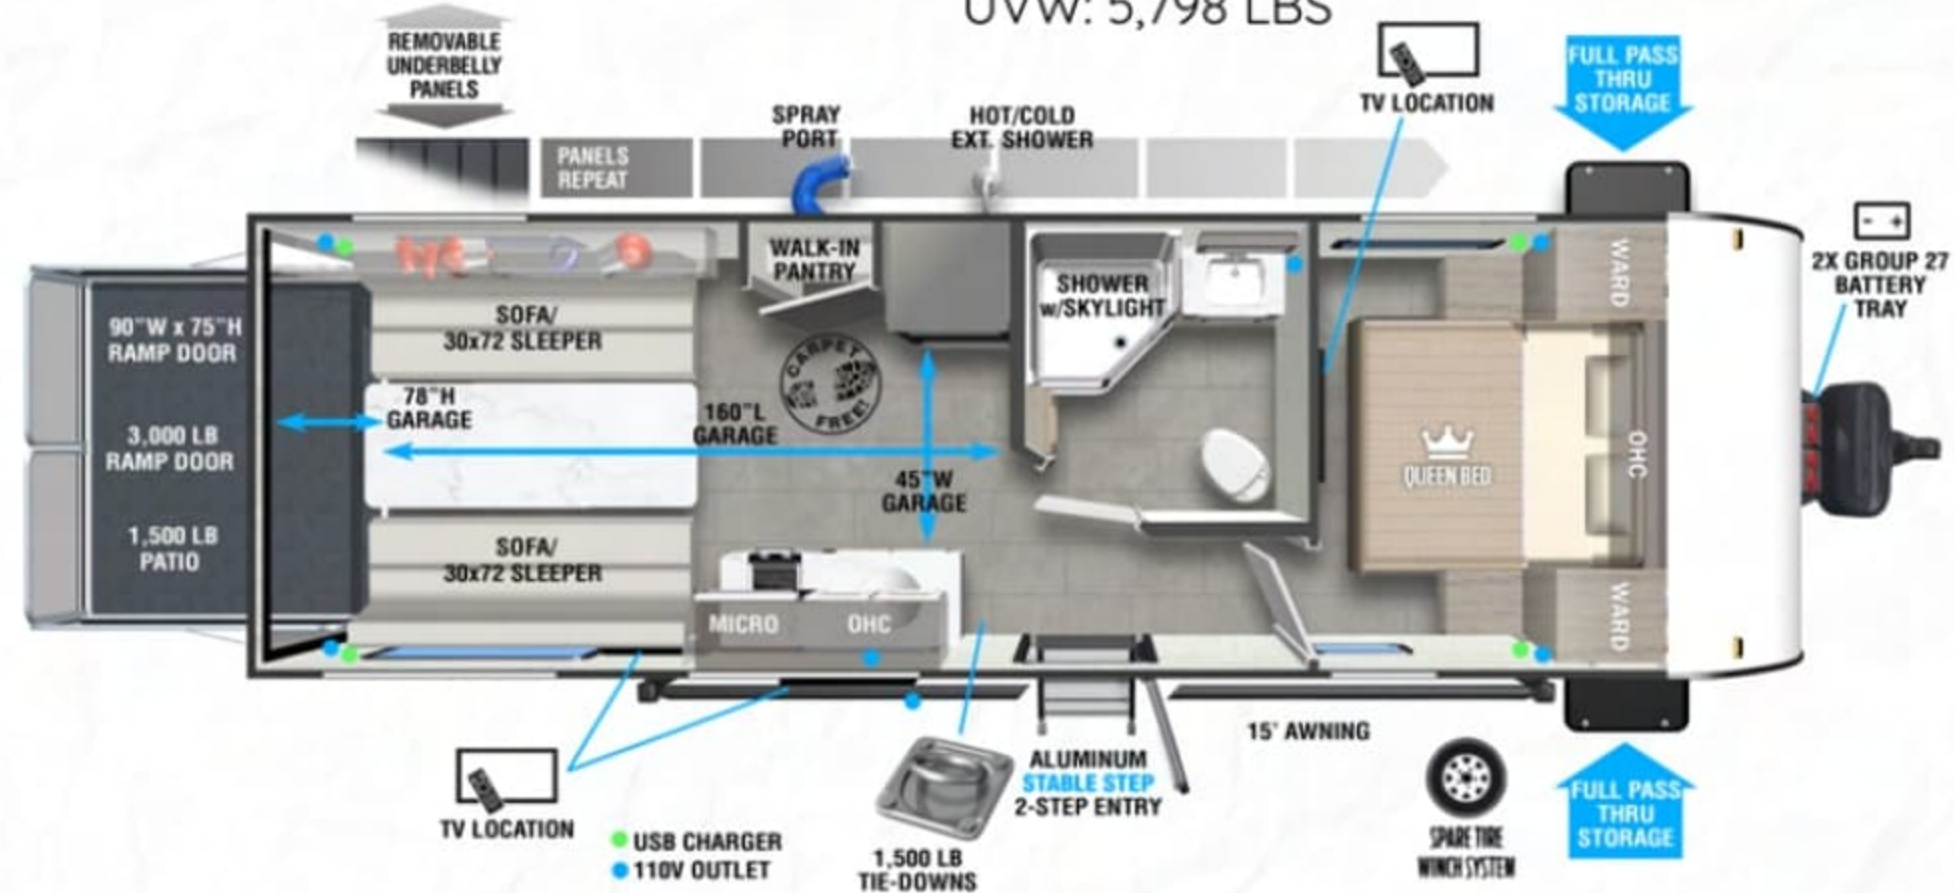 UVW: 5,798 LBS
REMOVABLE
UNDERBELLY
PANELS
PANELS
REPEAT
SPRAY
PORT
HOT/COLD
EXT. SHOWER
TV LOCATION
FULL PASS
THRU
STORAGE
2X GROUP 27
BATTERY
TRAY
WALK-IN
PANTRY
SHOWER
w/SKYLIGHT
WARD
90"W x 75"H
RAMP DOOR
3,000 LB
RAMP DOOR
1,500 LB
PATIO
SOFA/
30x72 SLEEPER
78"H
GARAGE
160"L
GARAGE
CARPET
FREE!
45"W
GARAGE
QUEEN BED
OHC
SOFA/
30x72 SLEEPER
MICRO
OHC
WARD
TV LOCATION
USB CHARGER
110V OUTLET
1,500 LB
TIE-DOWNS
ALUMINUM
STABLE STEP
2-STEP ENTRY
15' AWNING
SPARE TIRE
WINCH SYSTEM
FULL PASS
THRU
STORAGE